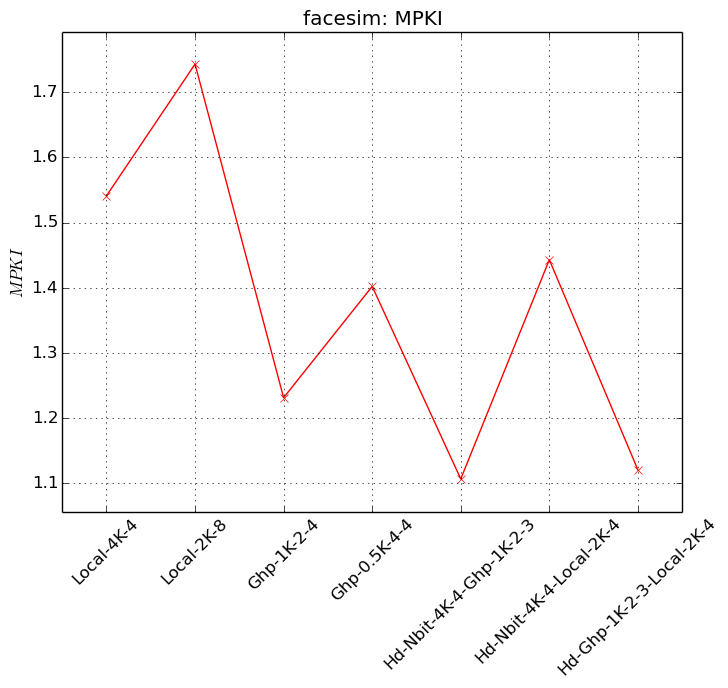 facesim: MPKI
MPKI
1.7
1.6
1.5
1.4
1.3
1.2
1.1
Local-4K-4
Local-2K-8
Ghp-1K-2-4
Ghp-0.5K-4-4
Hd-Nbit-4K-4-Ghp-1K-2-3
Hd-Nbit-4K-4-Local-2K-4
Hd-Ghp-1K-2-3-Local-2K-4